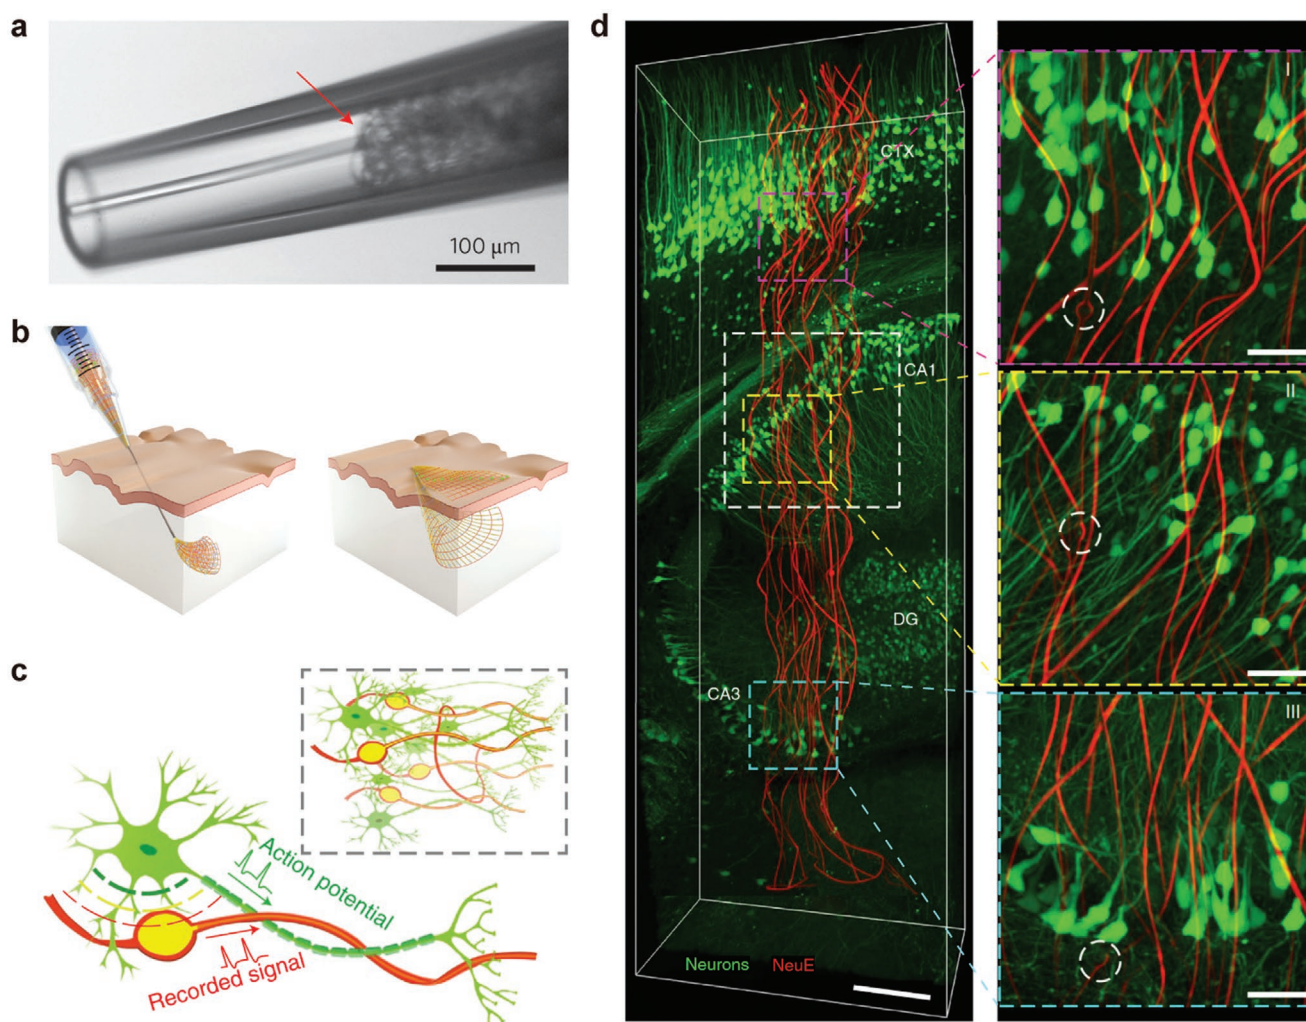 a
100 μm
b
c
Action potential
Recorded signal
d
CTX
CA1
DG
CA3
Neurons NeuE
I
II
III